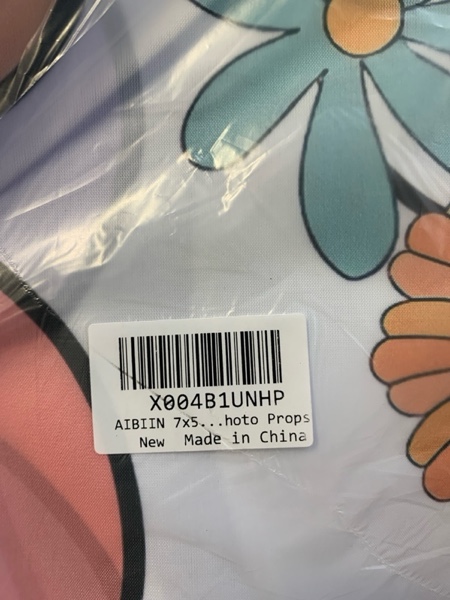 X004B1UNHP
AIBIIN 7x5...hoto Props
New Made in China